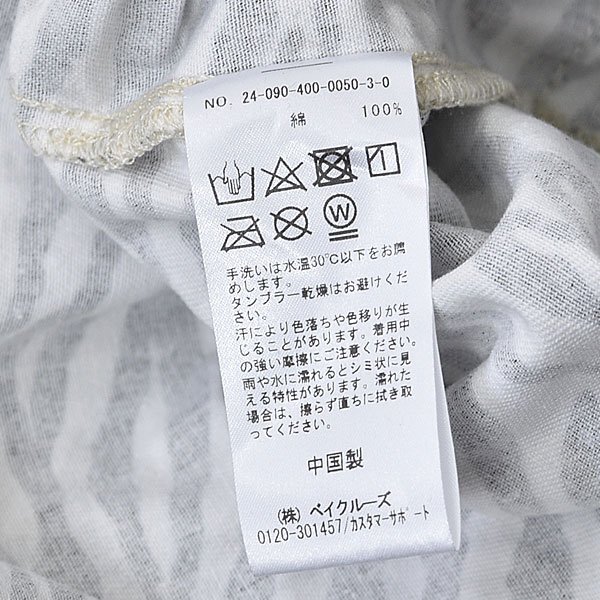 NO. 24-090-400-0050-3-0
綿 100%
W
手洗いは水温30℃以下をお薦
めします。
タンブラー乾燥はお避けくだ
さい。
汗により色落ちや色移りが生
じることがあります。着用中
の強い摩擦にご注意ください。
雨や水に濡れるとシミ状に見
える特性があります。濡れた
場合は、擦らず直ちに拭き取
ってください。
中国製
(株) ベイクルーズ
0120-301457/カスタマーサポート